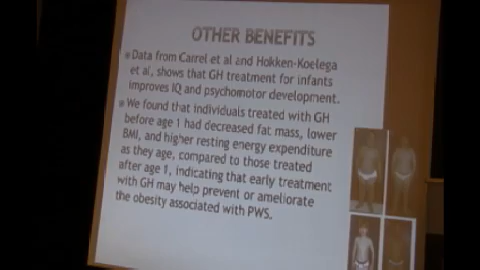 OTHER BENEFITS
Data from Carrel et al and Hokken-Koelega
et al, shows that GH treatment for infants
improves IQ and psychomotor development.
We found that individuals treated with GH
before age 1 had decreased fat mass, lower
BMI, and higher resting energy expenditure
as they age, compared to those treated
after age 1, indicating that early treatment
with GH may help prevent or ameliorate
the obesity associated with PWS.